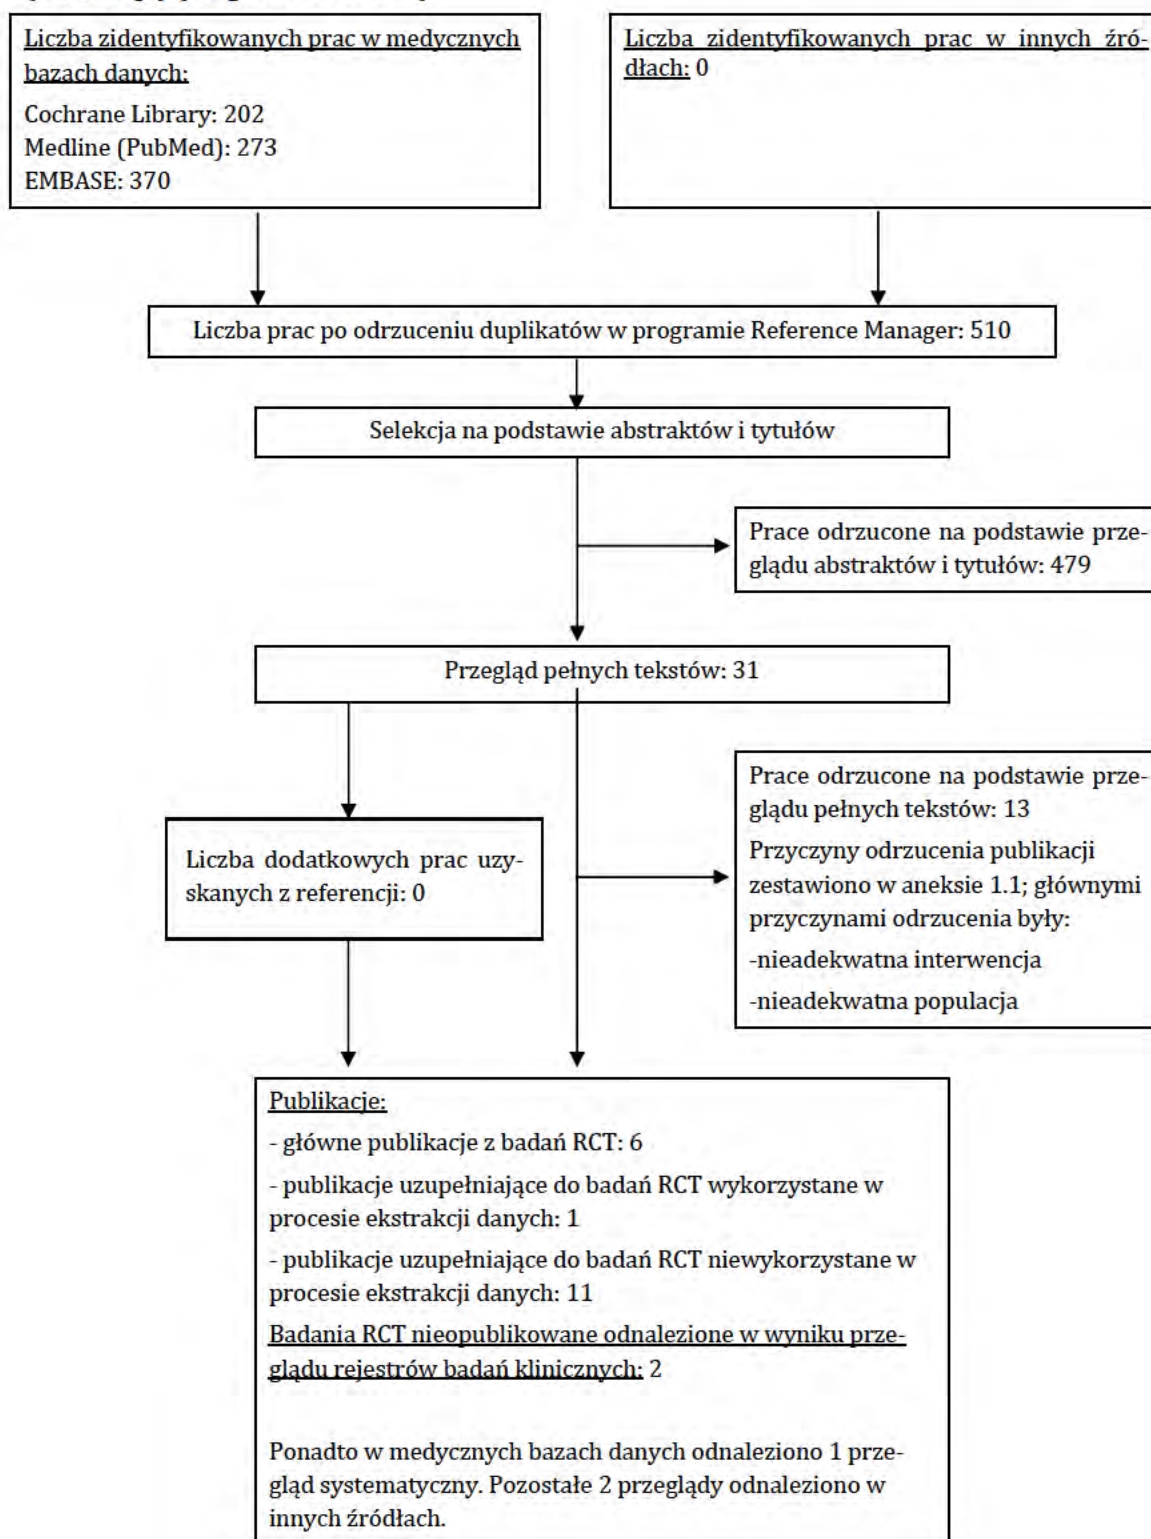 Liczba zidentyfikowanych prac w medycznych
bazach danych:
Cochrane Library: 202
Medline (PubMed): 273
EMBASE: 370
Liczba zidentyfikowanych prac w innych źró-
dłach: 0
Liczba prac po odrzuceniu duplikatów w programie Reference Manager: 510
Selekcja na podstawie abstraktów i tytułów
Prace odrzucone na podstawie prze-
glądu abstraktów i tytułów: 479
Przegląd pełnych tekstów: 31
Prace odrzucone na podstawie prze-
glądu pełnych tekstów: 13
Przyczyny odrzucenia publikacji
zestawiono w aneksie 1.1; głównymi
przyczynami odrzucenia były:
-nieadekwatna interwencja
-nieadekwatna populacja
Liczba dodatkowych prac uzy-
skanych z referencji: 0
Publikacje:
- główne publikacje z badań RCT: 6
- publikacje uzupełniające do badań RCT wykorzystane w
procesie ekstrakcji danych: 1
- publikacje uzupełniające do badań RCT niewykorzystane w
procesie ekstrakcji danych: 11
Badania RCT nieopublikowane odnalezione w wyniku prze-
glądu rejestrów badań klinicznych: 2
Ponadto w medycznych bazach danych odnaleziono 1 prze-
gląd systematyczny. Pozostałe 2 przeglądy odnaleziono w
innych źródłach.